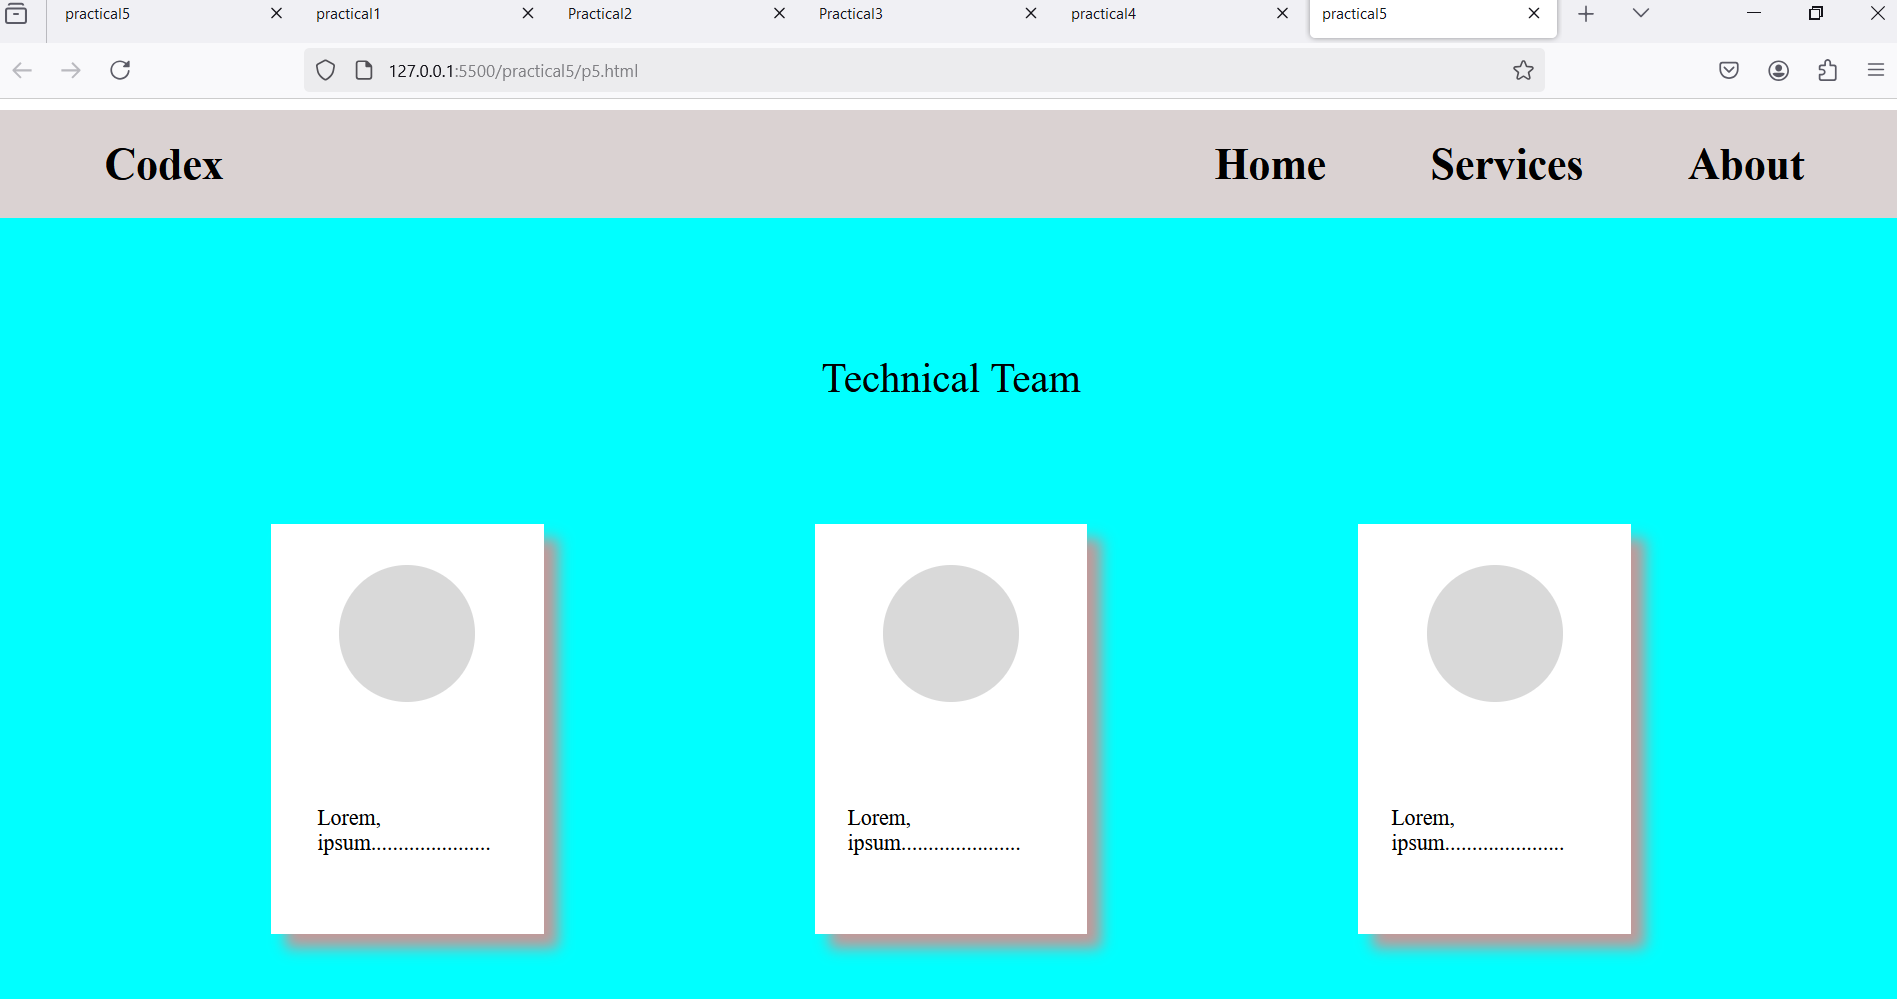 practical5 practical1 Practical2 Practical3 practical4 practical5
127.0.0.1:5500/practical5/p5.html
Codex Home Services About
Technical Team
Lorem,
ipsum......................
Lorem,
ipsum......................
Lorem,
ipsum......................